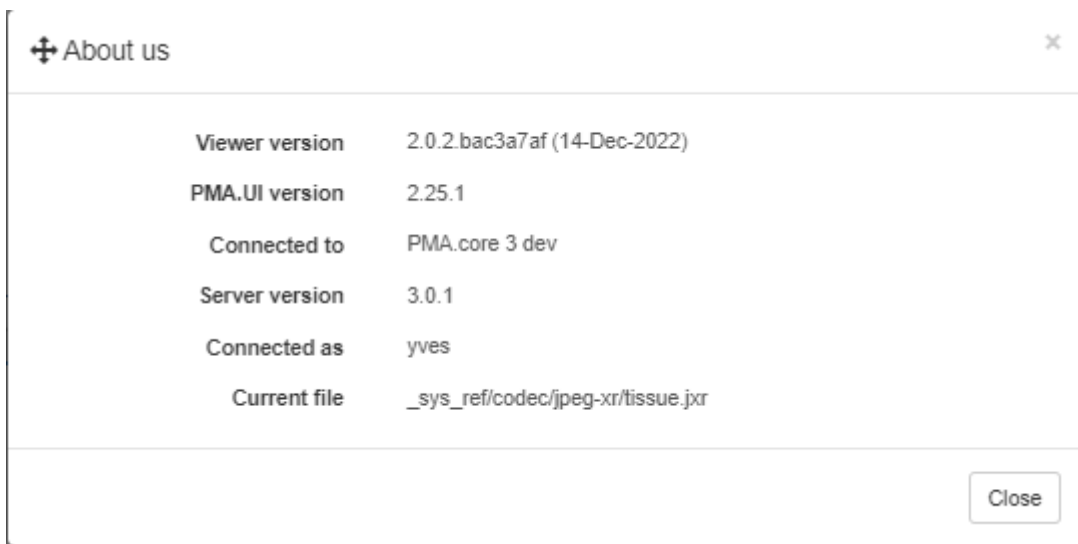 About us
×
Viewer version 2.0.2.bac3a7af (14-Dec-2022)
PMA.UI version 2.25.1
Connected to PMA.core 3 dev
Server version 3.0.1
Connected as yves
Current file _sys_ref/codec/jpeg-xr/tissue.jxr
Close